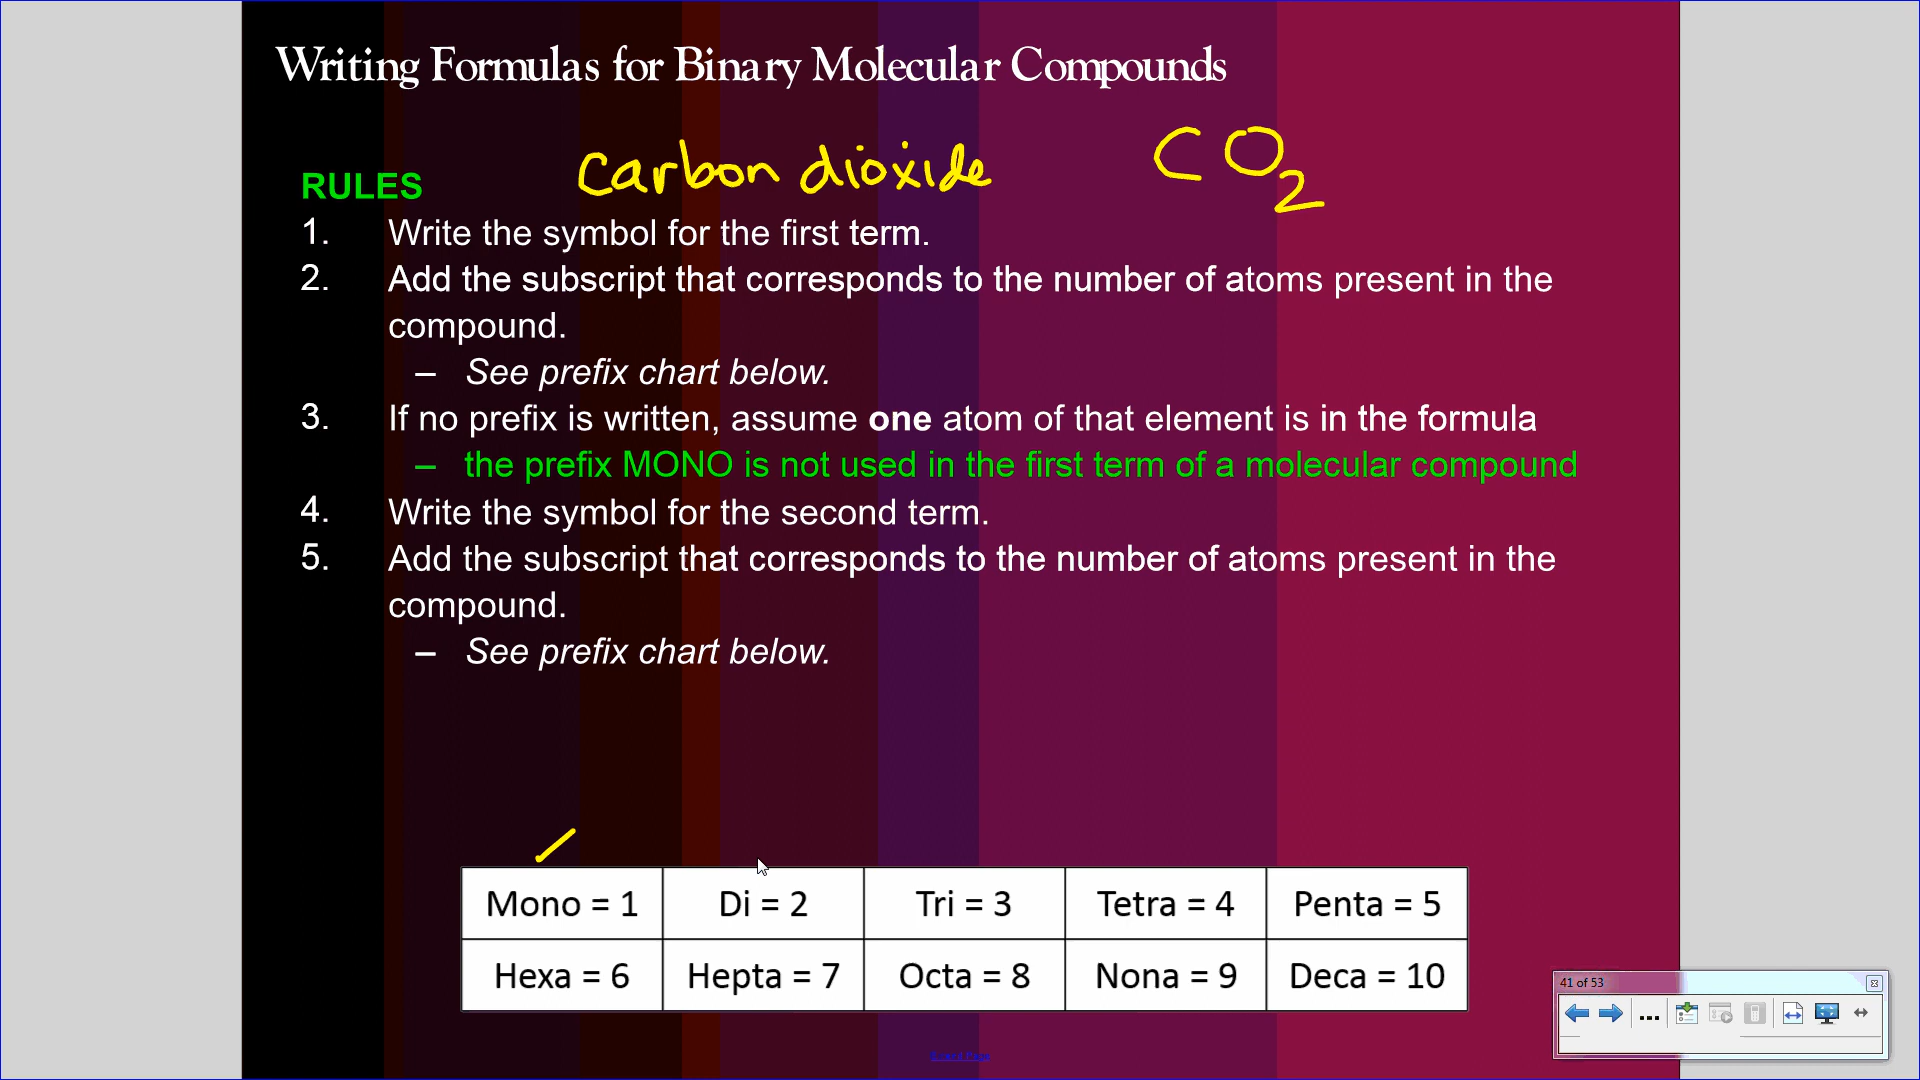 Writing Formulas for Binary Molecular Compounds
Carbon dioxide CO2
RULES
1. Write the symbol for the first term.
2. Add the subscript that corresponds to the number of atoms present in the
compound.
– See prefix chart below.
3. If no prefix is written, assume one atom of that element is in the formula
– the prefix MONO is not used in the first term of a molecular compound
4. Write the symbol for the second term.
5. Add the subscript that corresponds to the number of atoms present in the
compound.
– See prefix chart below.
Mono = 1 Di = 2 Tri = 3 Tetra = 4 Penta = 5
Hexa = 6 Hepta = 7 Octa = 8 Nona = 9 Deca = 10
41 of 53